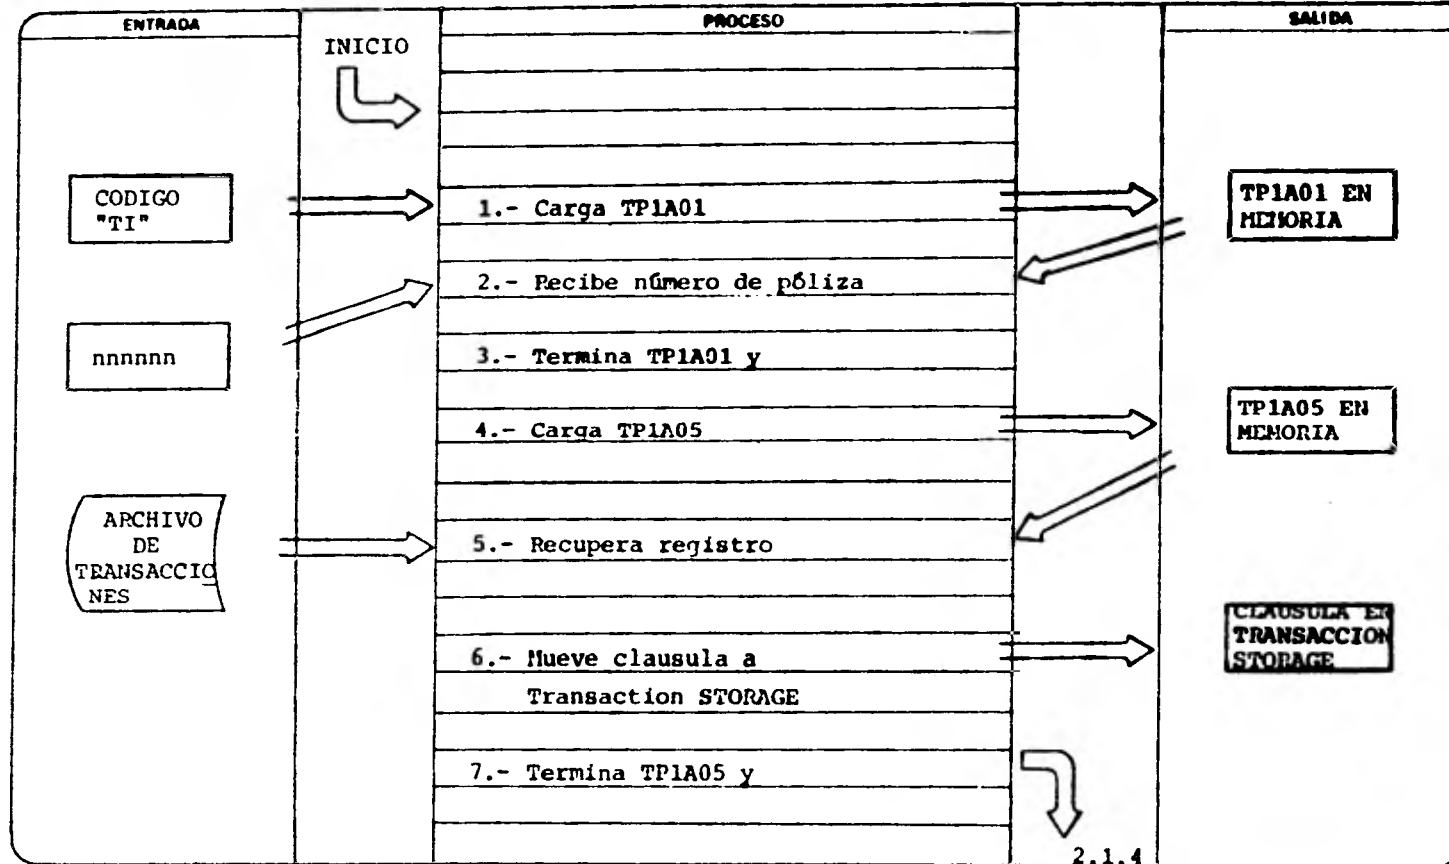 ENTRADA
PROCESO
SALIDA
INICIO
CODIGO
"TI"
1.- Carga TP1A01
TP1A01 EN
MEMORIA
2.- Recibe número de póliza
nnnnnn
3.- Termina TP1A01 y
4.- Carga TP1A05
TP1A05 EN
MEMORIA
ARCHIVO
DE
TRANSACCIO
NES
5.- Recupera registro
CLAUSULA EN
TRANSACCION
STORAGE
6.- Mueve clausula a
Transaction STORAGE
7.- Termina TP1A05 y
2.1.4